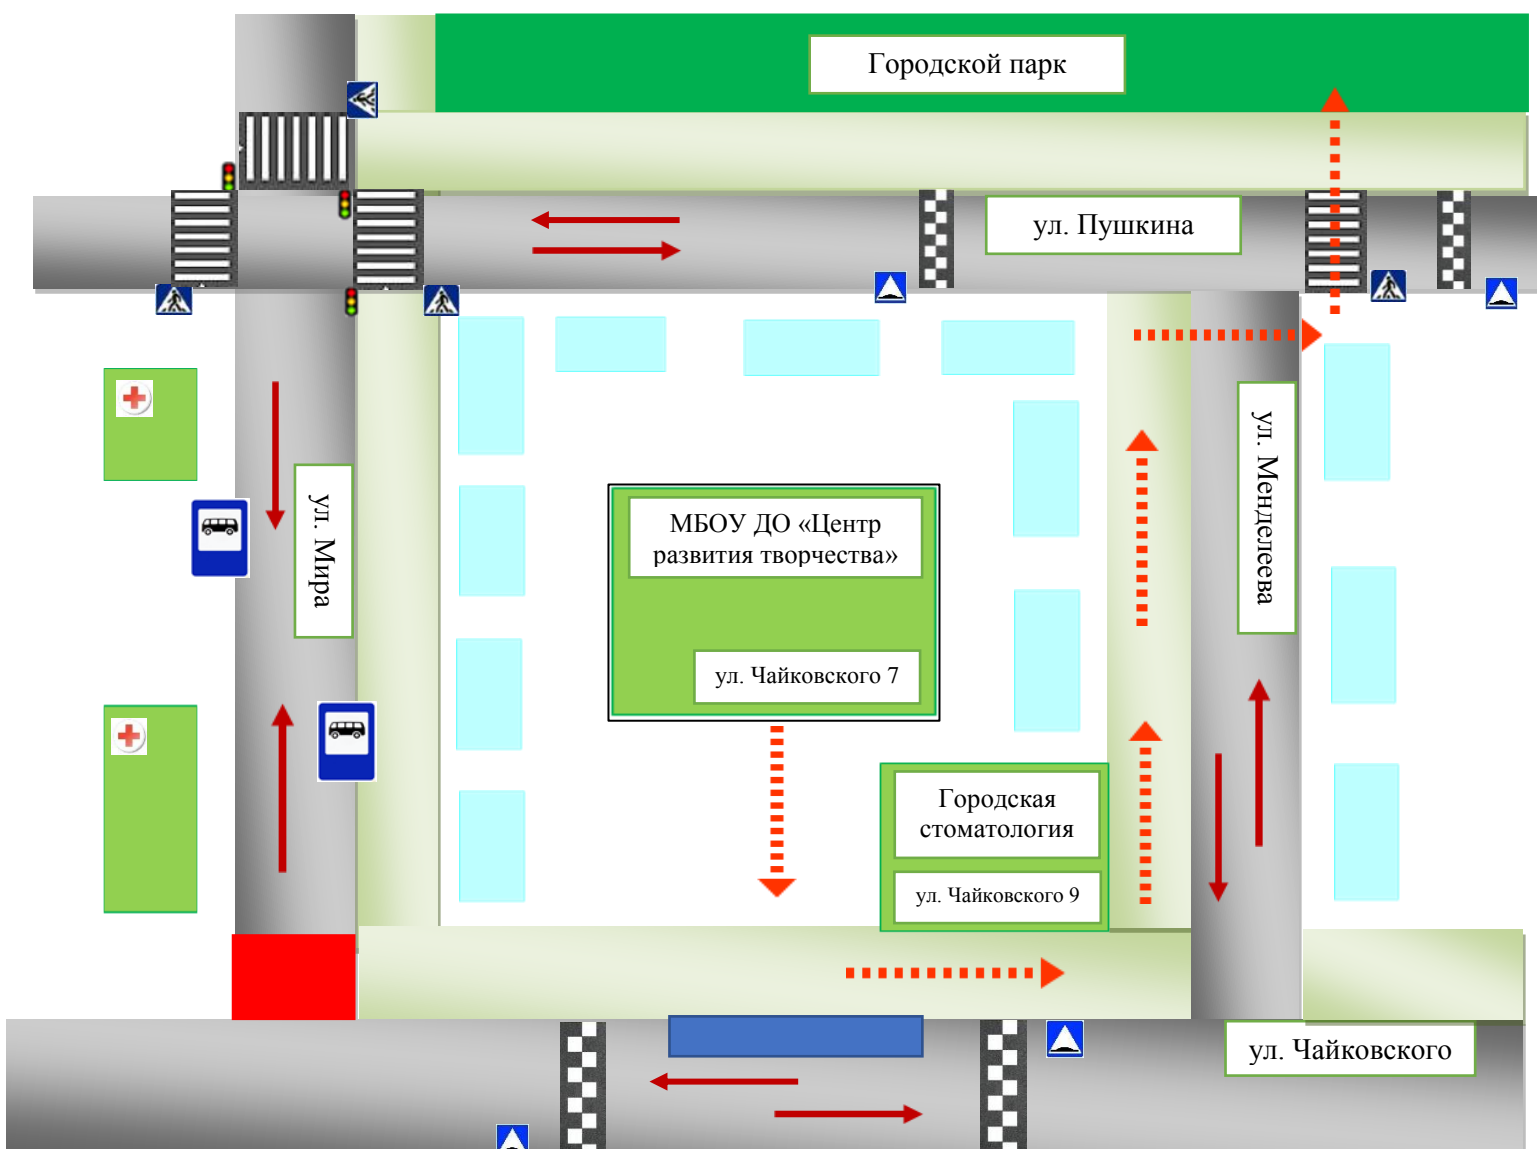 Городской парк
ул. Пушкина
ул. Мира
МБОУ ДО «Центр
развития творчества»
ул. Чайковского 7
ул. Менделеева
Городская
стоматология
ул. Чайковского 9
ул. Чайковского